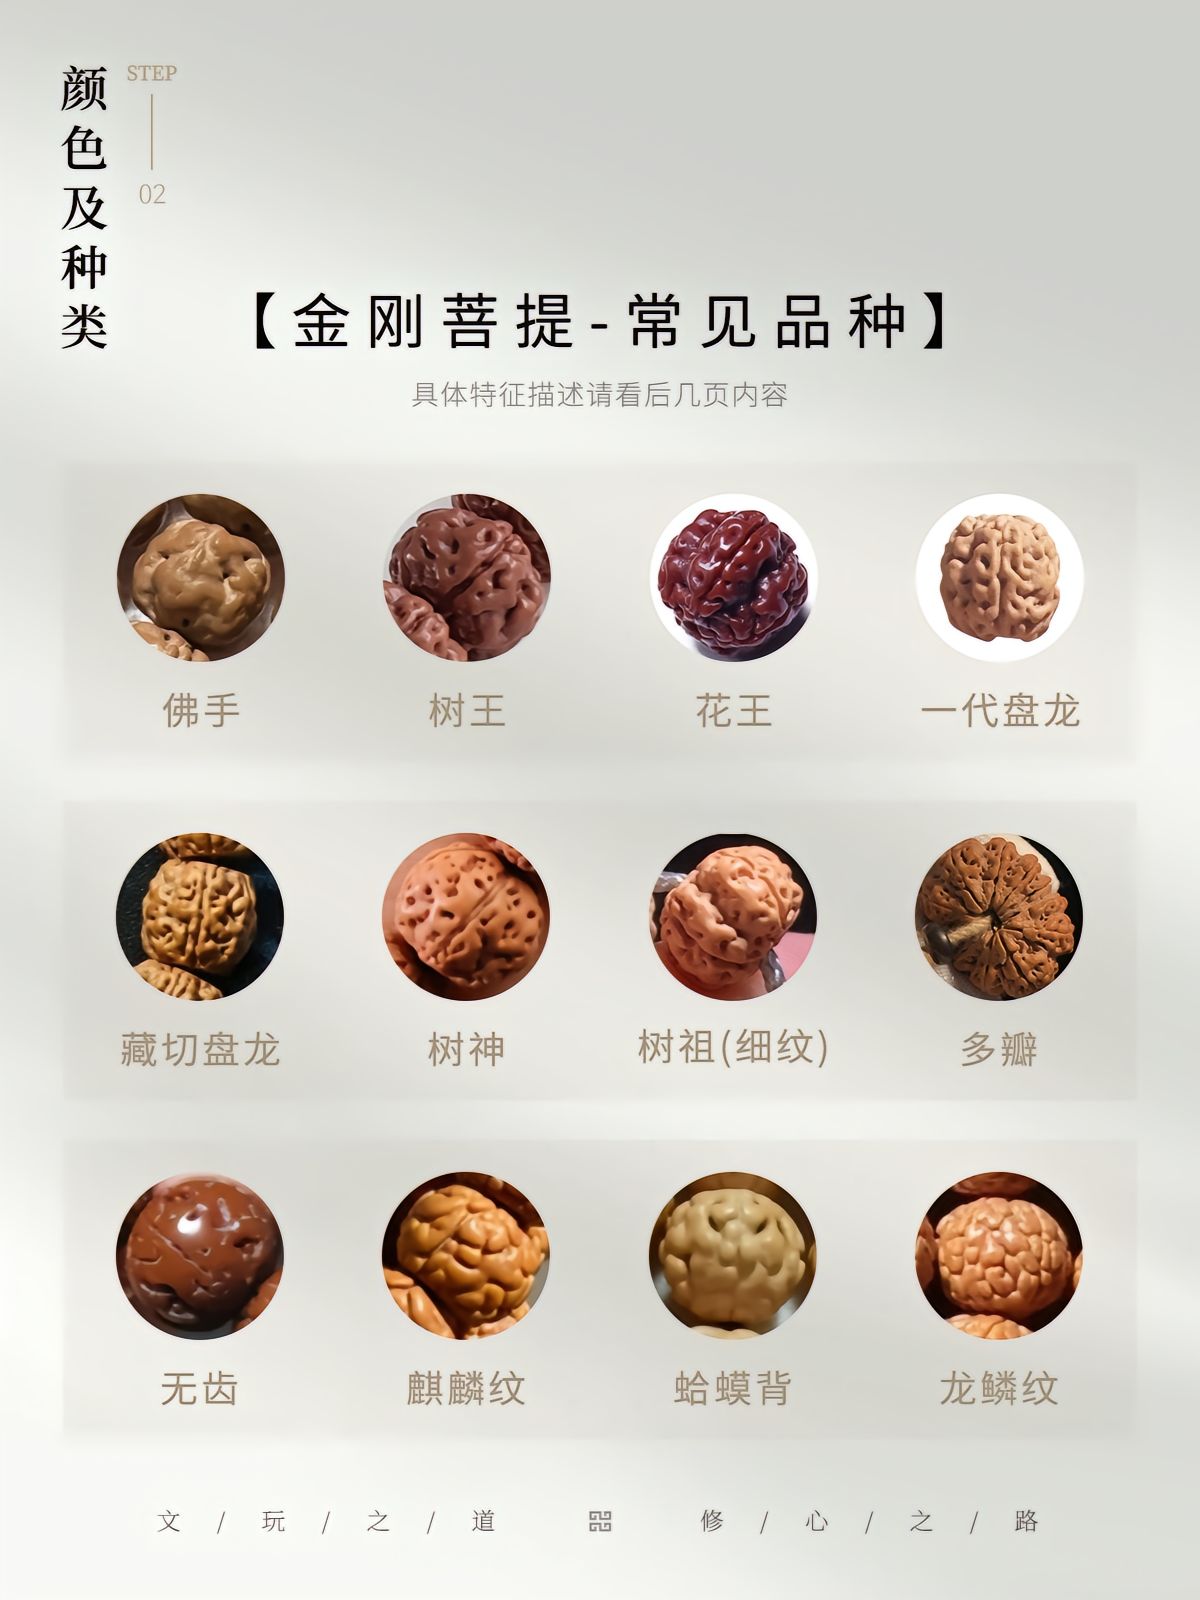 颜色及种类
STEP
02
【金刚菩提-常见品种】
具体特征描述请看后几页内容
佛手
树王
花王
一代盘龙
藏切盘龙
树神
树祖(细纹)
多瓣
无齿
麒麟纹
蛤蟆背
龙鳞纹
文/玩/之/道
修/心/之/路